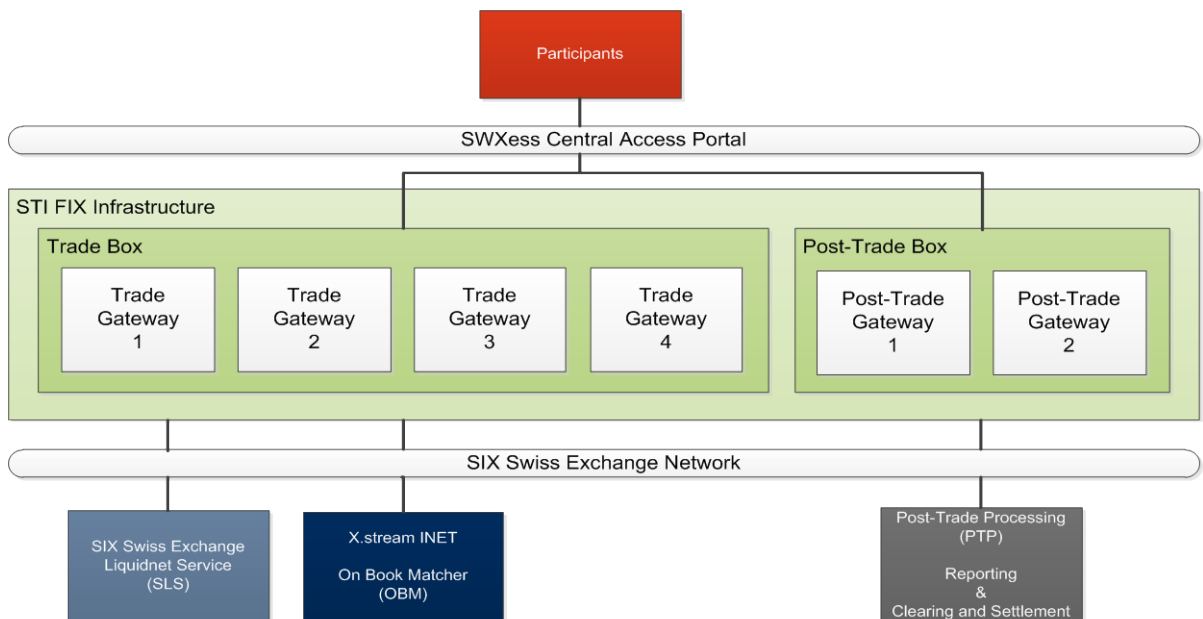 Participants
SWXess Central Access Portal
STI FIX Infrastructure
Trade Box
Trade
Gateway
1
Trade
Gateway
2
Trade
Gateway
3
Trade
Gateway
4
Post-Trade Box
Post-Trade
Gateway
1
Post-Trade
Gateway
2
SIX Swiss Exchange Network
SIX Swiss Exchange
Liquidnet Service
(SLS)
X.stream INET
On Book Matcher
(OBM)
Post-Trade Processing
(PTP)
Reporting
&
Clearing and Settlement